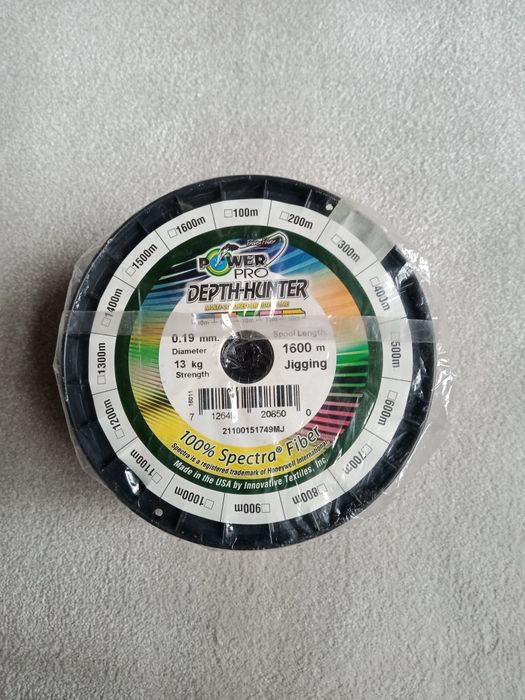 ☐100m
☐200m
☐300m
☐400m
☐500m
☐600m
☐700m
☐800m
☐900m
☐1000m
☐1100m
☐1200m
☐1300m
☐1400m
☐1500m
☐1600m
POWER
PRO
DEPTH-HUNTER
0.19 mm.
Diameter
13 kg
Strength
Spool Length
1600 m
Jigging
7 12649 20850 0
21100151749MJ
100% Spectra® Fiber
Spectra is a registered trademark of Honeywell International
Made in the USA by Innovative Textiles, Inc.